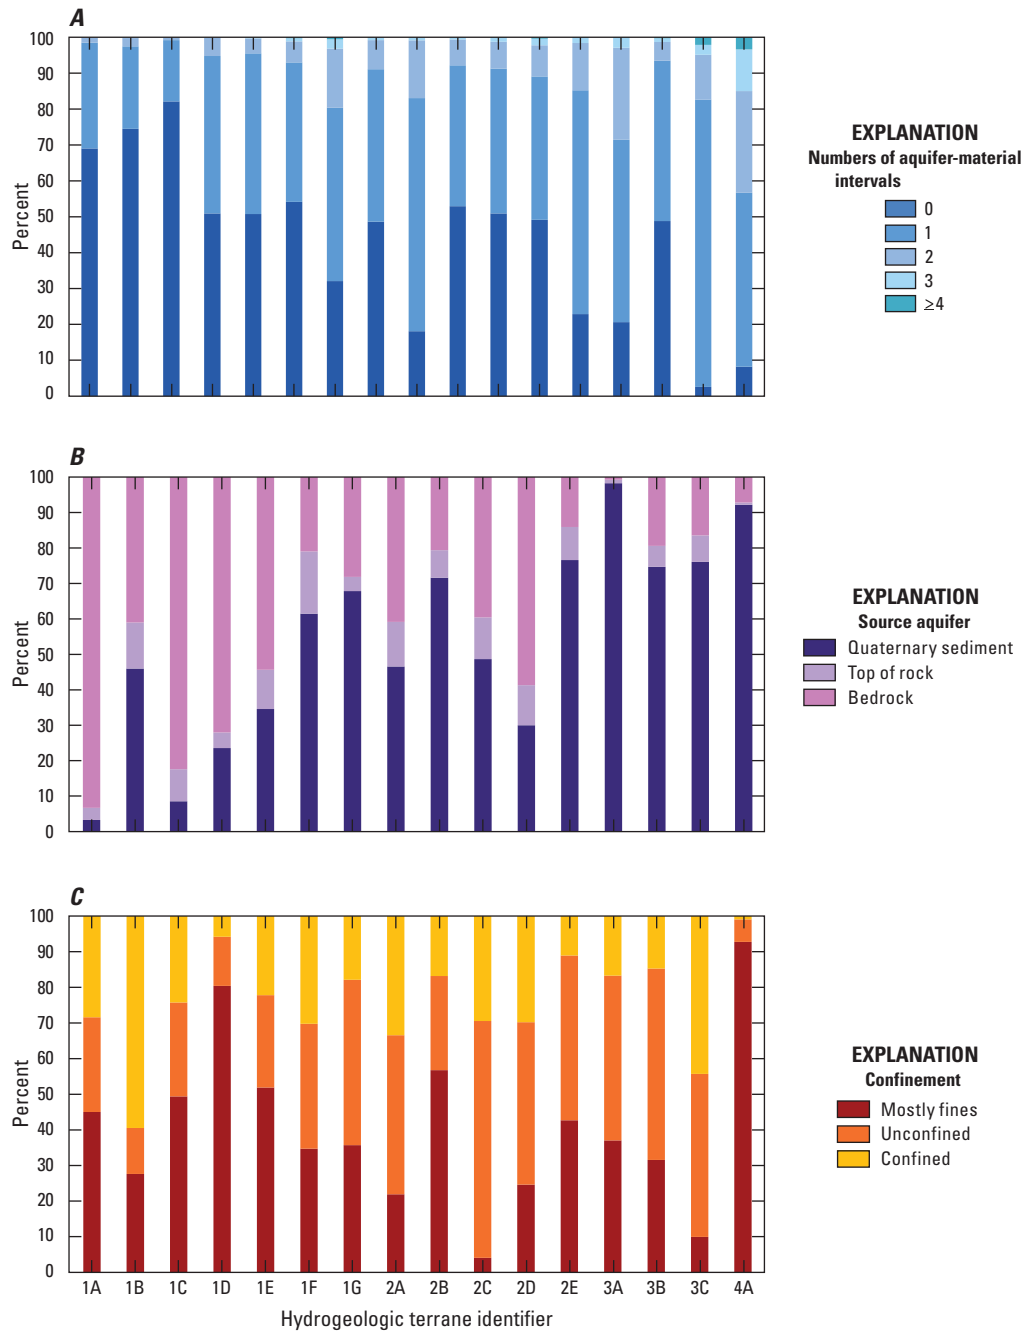 A
100
90
80
70
60
50
40
30
20
10
0
Percent
EXPLANATION
Numbers of aquifer-material
intervals
0
1
2
3
≥4
B
100
90
80
70
60
50
40
30
20
10
0
Percent
EXPLANATION
Source aquifer
Quaternary sediment
Top of rock
Bedrock
C
100
90
80
70
60
50
40
30
20
10
0
Percent
EXPLANATION
Confinement
Mostly fines
Unconfined
Confined
1A 1B 1C 1D 1E 1F 1G 2A 2B 2C 2D 2E 3A 3B 3C 4A
Hydrogeologic terrane identifier